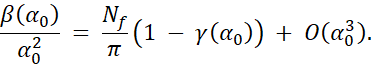 β(α₀)/α₀² = N_f/π (1 − γ(α₀)) + O(α₀³).